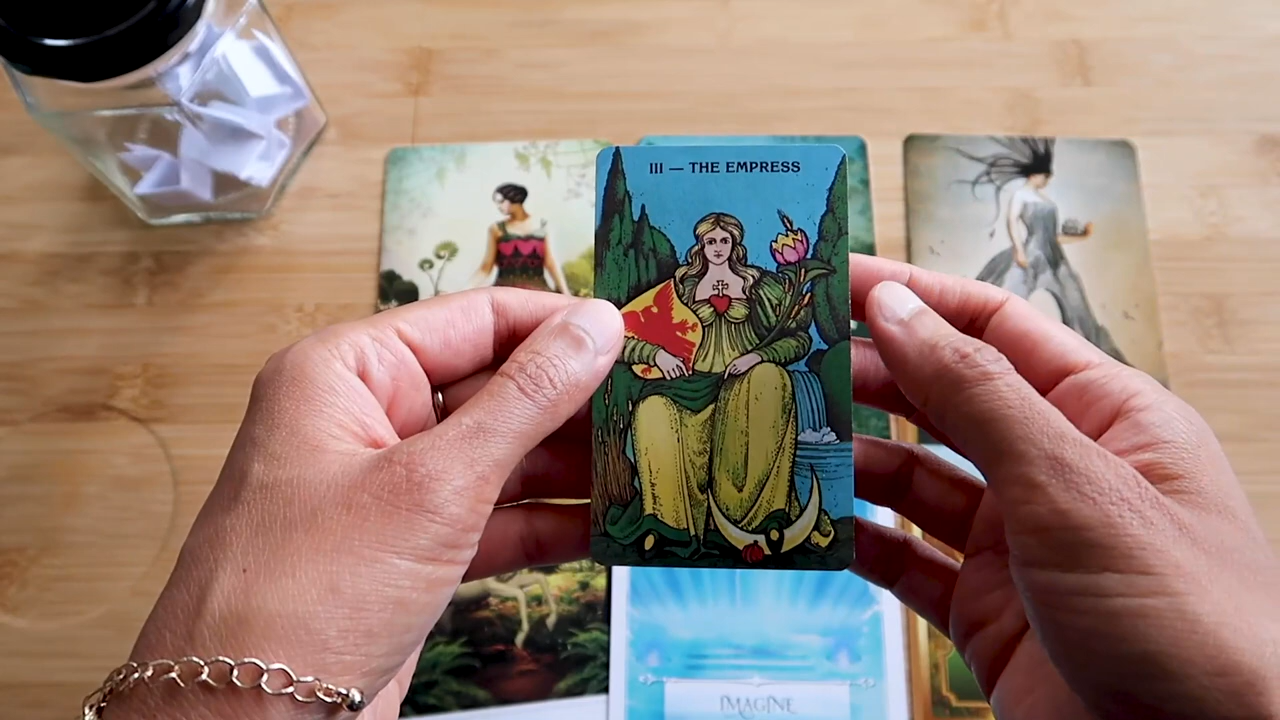 III — THE EMPRESS
IMAGINE